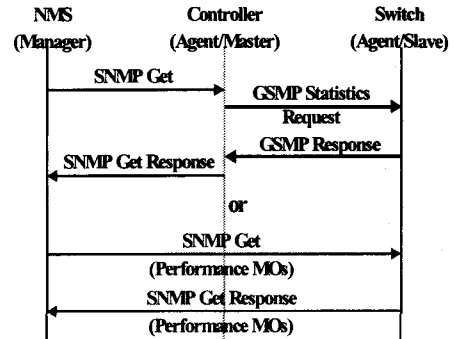 NMS Controller Switch
(Manager) (Agent/Master) (Agent/Slave)
SNMP Get
GSMP Statistics
Request
GSMP Response
SNMP Get Response
or
SNMP Get
(Performance MOs)
SNMP Get Response
(Performance MOs)